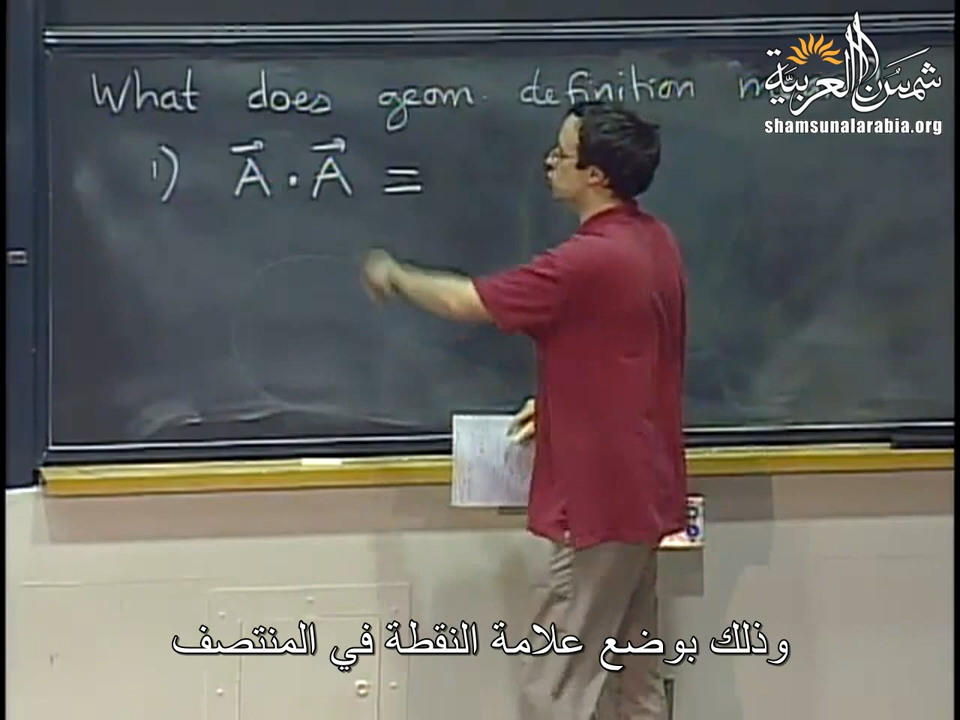 What does geom. definition
شمس العربية
shamsunalarabia.org
1) A⃗ · A⃗ =
وذلك بوضع علامة النقطة في المنتصف